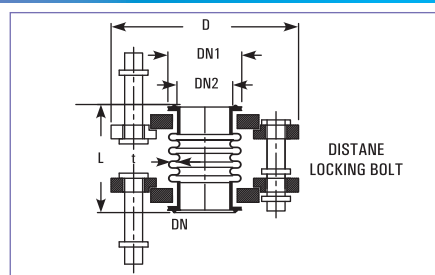 D
DN1
DN2
L
t
DISTANE
LOCKING BOLT
DN